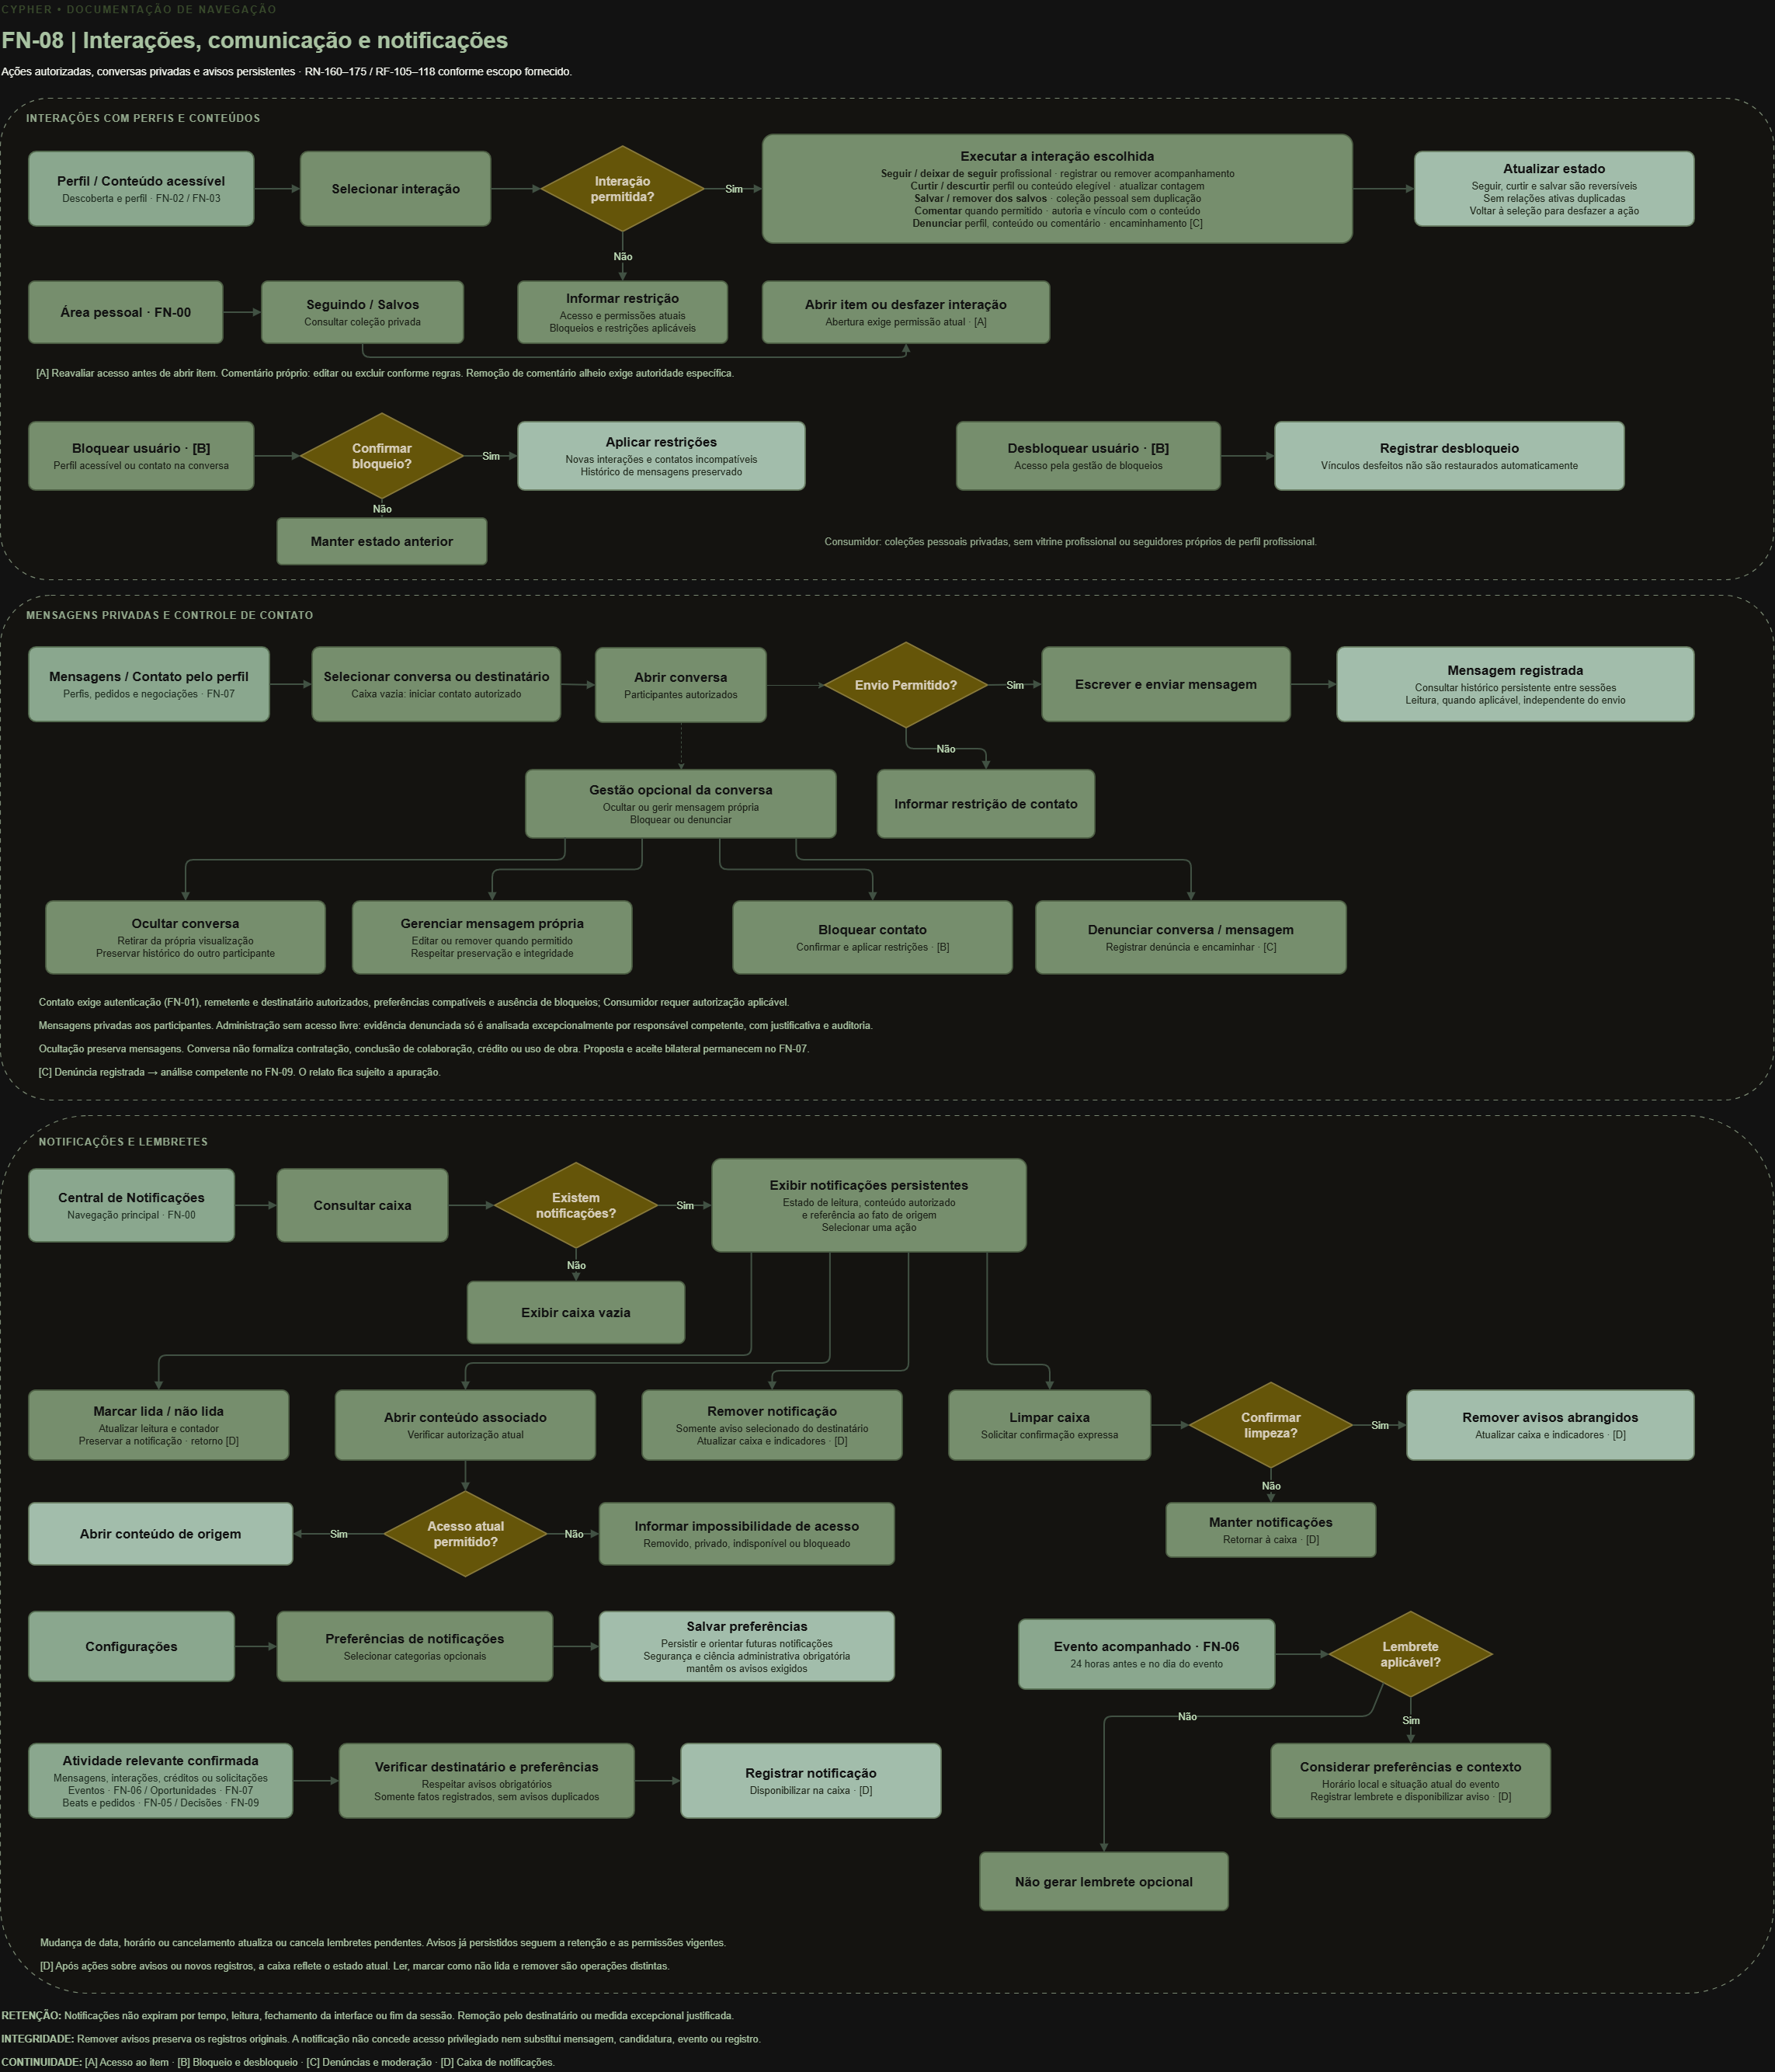 CYPHER • DOCUMENTAÇÃO DE NAVEGAÇÃO
FN-08 | Interações, comunicação e notificações
Ações autorizadas, conversas privadas e avisos persistentes · RN-160–175 / RF-105–118 conforme escopo fornecido.
INTERAÇÕES COM PERFIS E CONTEÚDOS
Perfil / Conteúdo acessível
Descoberta e perfil · FN-02 / FN-03
Selecionar interação
Interação
permitida?
Sim
Não
Executar a interação escolhida
Seguir / deixar de seguir profissional · registrar ou remover acompanhamento
Curtir / descurtir perfil ou conteúdo elegível · atualizar contagem
Salvar / remover dos salvos · coleção pessoal sem duplicação
Comentar quando permitido · autoria e vínculo com o conteúdo
Denunciar perfil, conteúdo ou comentário · encaminhamento [C]
Atualizar estado
Seguir, curtir e salvar são reversíveis
Sem relações ativas duplicadas
Voltar à seleção para desfazer a ação
Área pessoal · FN-00
Seguindo / Salvos
Consultar coleção privada
Informar restrição
Acesso e permissões atuais
Bloqueios e restrições aplicáveis
Abrir item ou desfazer interação
Abertura exige permissão atual · [A]
[A] Reavaliar acesso antes de abrir item. Comentário próprio: editar ou excluir conforme regras. Remoção de comentário alheio exige autoridade específica.
Bloquear usuário · [B]
Perfil acessível ou contato na conversa
Confirmar
bloqueio?
Sim
Não
Aplicar restrições
Novas interações e contatos incompatíveis
Histórico de mensagens preservado
Desbloquear usuário · [B]
Acesso pela gestão de bloqueios
Registrar desbloqueio
Vínculos desfeitos não são restaurados automaticamente
Manter estado anterior
Consumidor: coleções pessoais privadas, sem vitrine profissional ou seguidores próprios de perfil profissional.
MENSAGENS PRIVADAS E CONTROLE DE CONTATO
Mensagens / Contato pelo perfil
Perfis, pedidos e negociações · FN-07
Selecionar conversa ou destinatário
Caixa vazia: iniciar contato autorizado
Abrir conversa
Participantes autorizados
Envio Permitido?
Sim
Não
Escrever e enviar mensagem
Mensagem registrada
Consultar histórico persistente entre sessões
Leitura, quando aplicável, independente do envio
Gestão opcional da conversa
Ocultar ou gerir mensagem própria
Bloquear ou denunciar
Informar restrição de contato
Ocultar conversa
Retirar da própria visualização
Preservar histórico do outro participante
Gerenciar mensagem própria
Editar ou remover quando permitido
Respeitar preservação e integridade
Bloquear contato
Confirmar e aplicar restrições · [B]
Denunciar conversa / mensagem
Registrar denúncia e encaminhar · [C]
Contato exige autenticação (FN-01), remetente e destinatário autorizados, preferências compatíveis e ausência de bloqueios; Consumidor requer autorização aplicável.
Mensagens privadas aos participantes. Administração sem acesso livre: evidência denunciada só é analisada excepcionalmente por responsável competente, com justificativa e auditoria.
Ocultação preserva mensagens. Conversa não formaliza contratação, conclusão de colaboração, crédito ou uso de obra. Proposta e aceite bilateral permanecem no FN-07.
[C] Denúncia registrada → análise competente no FN-09. O relato fica sujeito a apuração.
NOTIFICAÇÕES E LEMBRETES
Central de Notificações
Navegação principal · FN-00
Consultar caixa
Existem
notificações?
Sim
Não
Exibir notificações persistentes
Estado de leitura, conteúdo autorizado
e referência ao fato de origem
Selecionar uma ação
Exibir caixa vazia
Marcar lida / não lida
Atualizar leitura e contador
Preservar a notificação · retorno [D]
Abrir conteúdo associado
Verificar autorização atual
Remover notificação
Somente aviso selecionado do destinatário
Atualizar caixa e indicadores · [D]
Limpar caixa
Solicitar confirmação expressa
Confirmar
limpeza?
Sim
Não
Remover avisos abrangidos
Atualizar caixa e indicadores · [D]
Abrir conteúdo de origem
Sim
Acesso atual
permitido?
Não
Informar impossibilidade de acesso
Removido, privado, indisponível ou bloqueado
Manter notificações
Retornar à caixa · [D]
Configurações
Preferências de notificações
Selecionar categorias opcionais
Salvar preferências
Persistir e orientar futuras notificações
Segurança e ciência administrativa obrigatória
mantêm os avisos exigidos
Evento acompanhado · FN-06
24 horas antes e no dia do evento
Lembrete
aplicável?
Não
Sim
Atividade relevante confirmada
Mensagens, interações, créditos ou solicitações
Eventos · FN-06 / Oportunidades · FN-07
Beats e pedidos · FN-05 / Decisões · FN-09
Verificar destinatário e preferências
Respeitar avisos obrigatórios
Somente fatos registrados, sem avisos duplicados
Registrar notificação
Disponibilizar na caixa · [D]
Considerar preferências e contexto
Horário local e situação atual do evento
Registrar lembrete e disponibilizar aviso · [D]
Não gerar lembrete opcional
Mudança de data, horário ou cancelamento atualiza ou cancela lembretes pendentes. Avisos já persistidos seguem a retenção e as permissões vigentes.
[D] Após ações sobre avisos ou novos registros, a caixa reflete o estado atual. Ler, marcar como não lida e remover são operações distintas.
RETENÇÃO: Notificações não expiram por tempo, leitura, fechamento da interface ou fim da sessão. Remoção pelo destinatário ou medida excepcional justificada.
INTEGRIDADE: Remover avisos preserva os registros originais. A notificação não concede acesso privilegiado nem substitui mensagem, candidatura, evento ou registro.
CONTINUIDADE: [A] Acesso ao item · [B] Bloqueio e desbloqueio · [C] Denúncias e moderação · [D] Caixa de notificações.